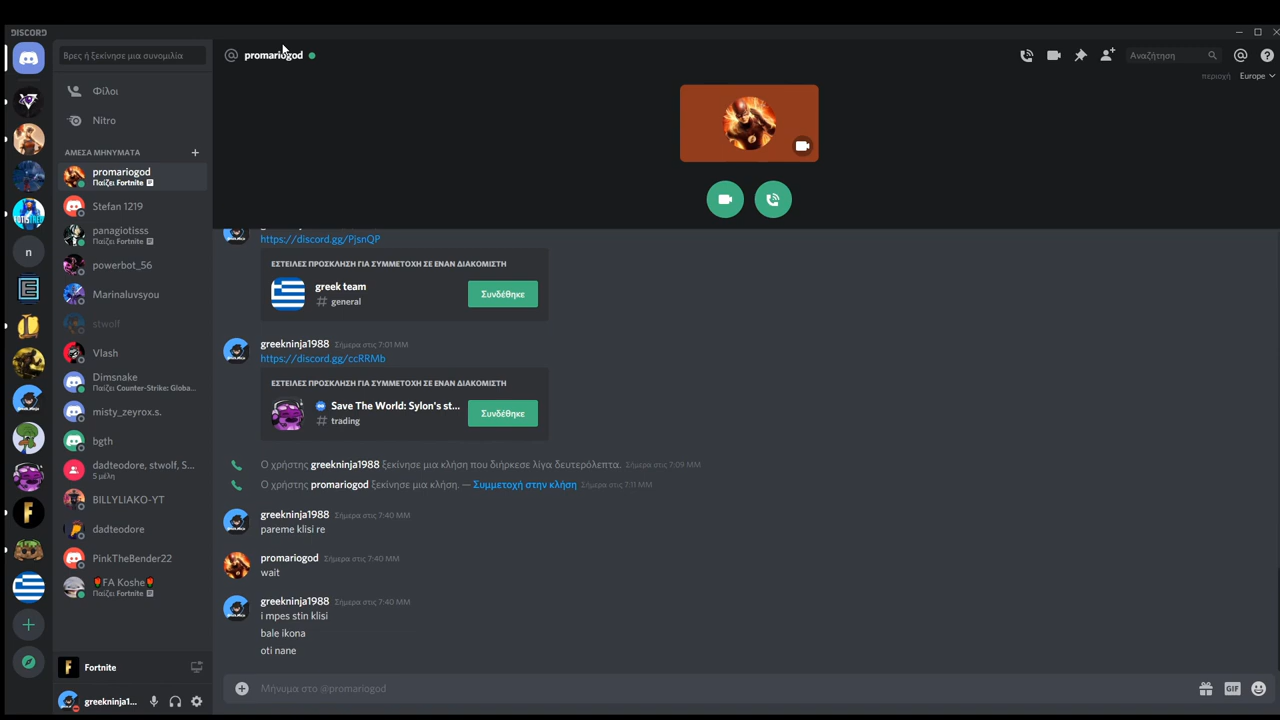 DISCORD
Βρες ή ξεκίνησε μια συνομιλία
promariogod
Αναζήτηση
περιοχή Europe
Φίλοι
Nitro
ΑΜΕΣΑ ΜΗΝΥΜΑΤΑ
promariogod
Παίζει Fortnite
Stefan 1219
panagiotisss
Παίζει Fortnite
powerbot_56
Marinaluvsyou
stwolf
Vlash
Dimsnake
Παίζει Counter-Strike: Globa...
misty_zeyrox.s.
bgth
dadteodore, stwolf, S...
5 μέλη
BILLYLIAKO-YT
dadteodore
PinkTheBender22
🌹FA Koshe🌹
Παίζει Fortnite
Fortnite
greekninja1...
n
https://discord.gg/PjsnQP
ΕΣΤΕΙΛΕΣ ΠΡΟΣΚΛΗΣΗ ΓΙΑ ΣΥΜΜΕΤΟΧΗ ΣΕ ΕΝΑΝ ΔΙΑΚΟΜΙΣΤΗ
greek team
# general
Συνδέθηκε
greekninja1988 Σήμερα στις 7:01 ΜΜ
https://discord.gg/ccRRMb
ΕΣΤΕΙΛΕΣ ΠΡΟΣΚΛΗΣΗ ΓΙΑ ΣΥΜΜΕΤΟΧΗ ΣΕ ΕΝΑΝ ΔΙΑΚΟΜΙΣΤΗ
Save The World: Sylon's st...
# trading
Συνδέθηκε
Ο χρήστης greekninja1988 ξεκίνησε μια κλήση που διήρκεσε λίγα δευτερόλεπτα. Σήμερα στις 7:09 ΜΜ
Ο χρήστης promariogod ξεκίνησε μια κλήση. — Συμμετοχή στην κλήση Σήμερα στις 7:11 ΜΜ
greekninja1988 Σήμερα στις 7:40 ΜΜ
pareme klisi re
promariogod Σήμερα στις 7:40 ΜΜ
wait
greekninja1988 Σήμερα στις 7:40 ΜΜ
i mpes stin klisi
bale ikona
oti nane
Μήνυμα στο @promariogod
GIF